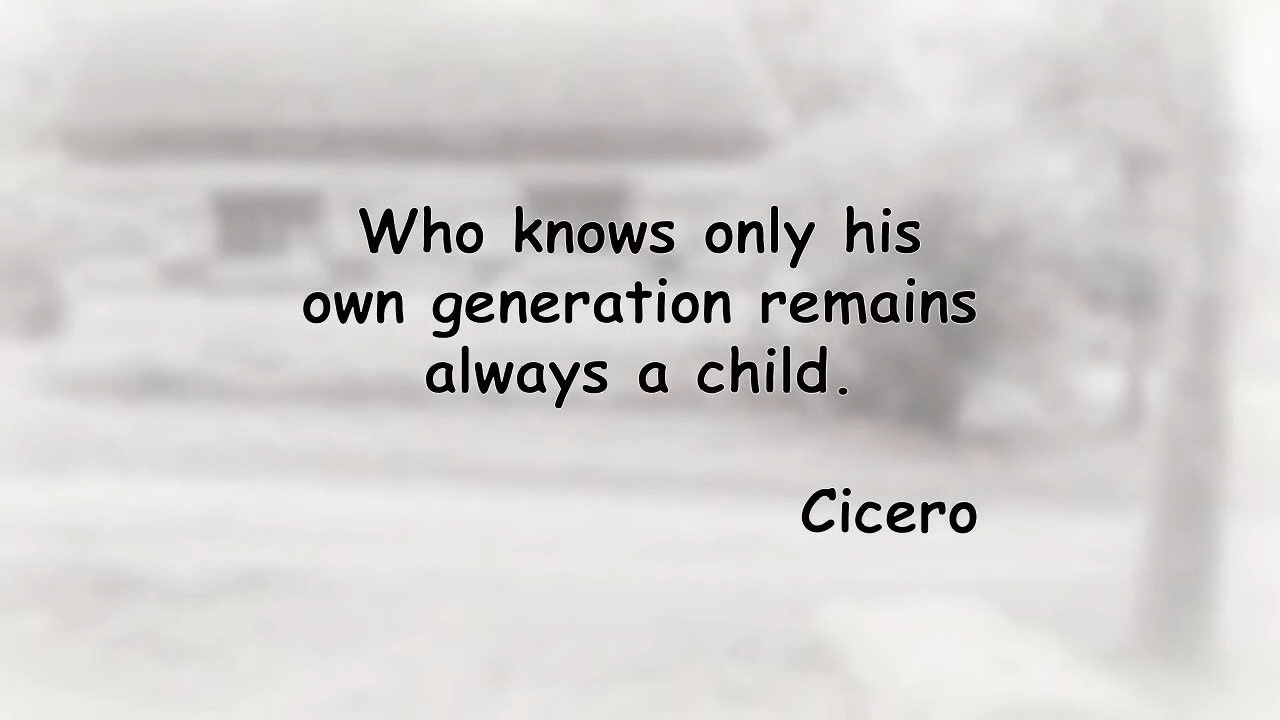 Who knows only his
own generation remains
always a child.
Cicero